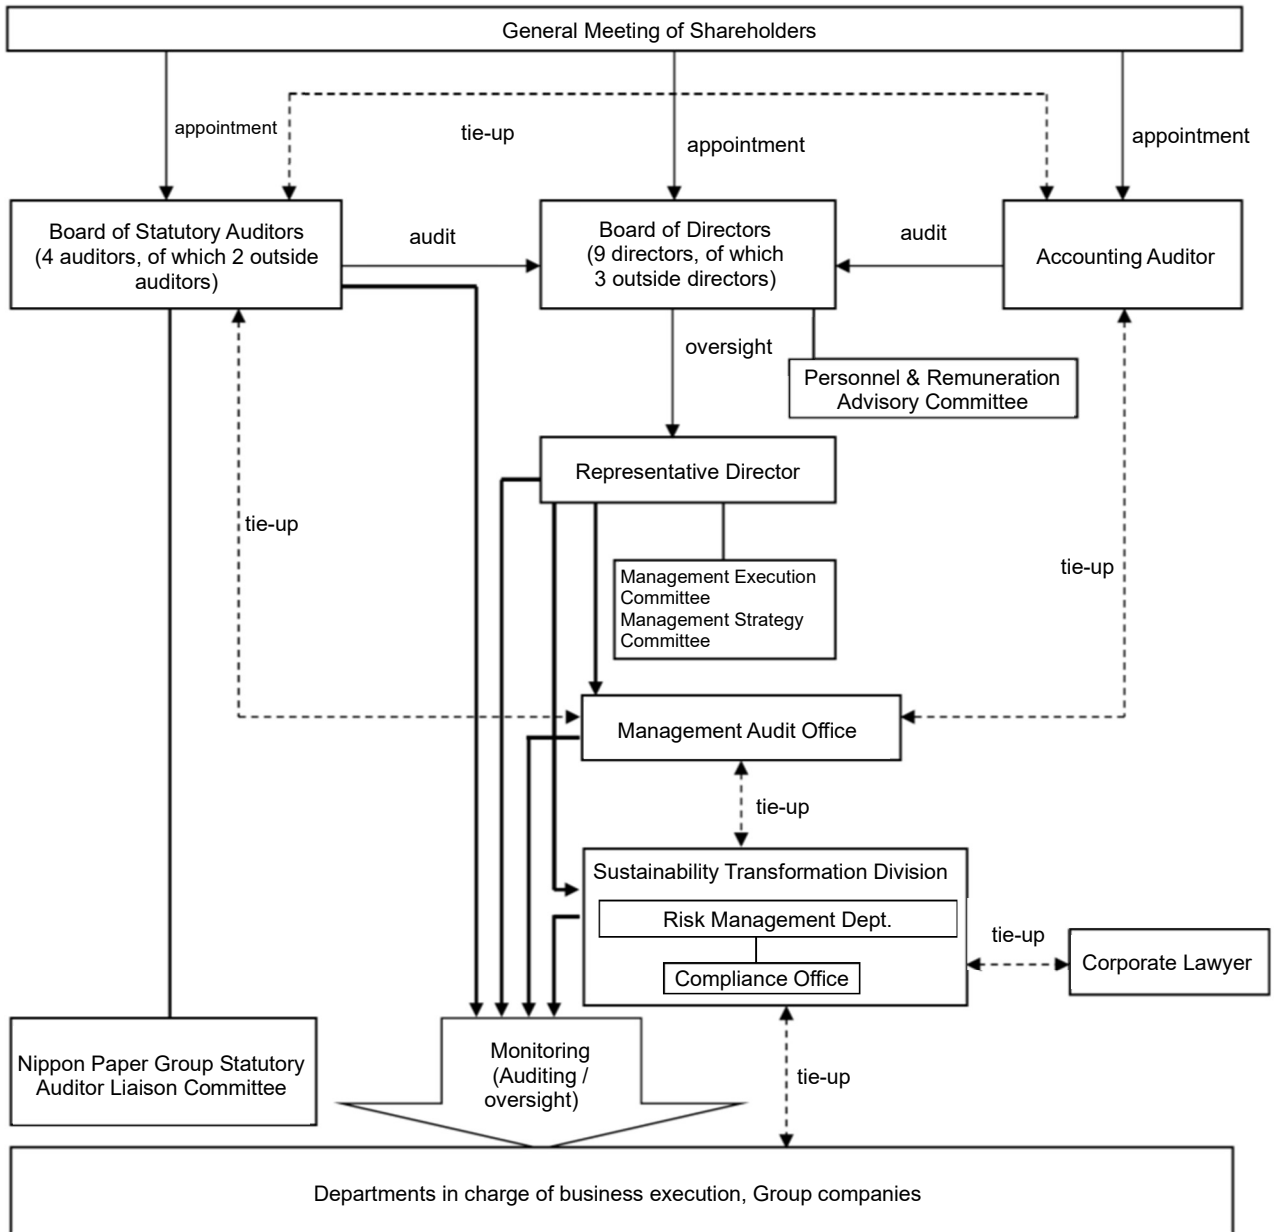 General Meeting of Shareholders
appointment
tie-up
appointment
appointment
Board of Statutory Auditors
(4 auditors, of which 2 outside
auditors)
audit
Board of Directors
(9 directors, of which
3 outside directors)
audit
Accounting Auditor
oversight
Personnel & Remuneration
Advisory Committee
Representative Director
tie-up
Management Execution
Committee
Management Strategy
Committee
tie-up
Management Audit Office
tie-up
Sustainability Transformation Division
Risk Management Dept.
Compliance Office
tie-up
Corporate Lawyer
Nippon Paper Group Statutory
Auditor Liaison Committee
Monitoring
(Auditing /
oversight)
tie-up
Departments in charge of business execution, Group companies